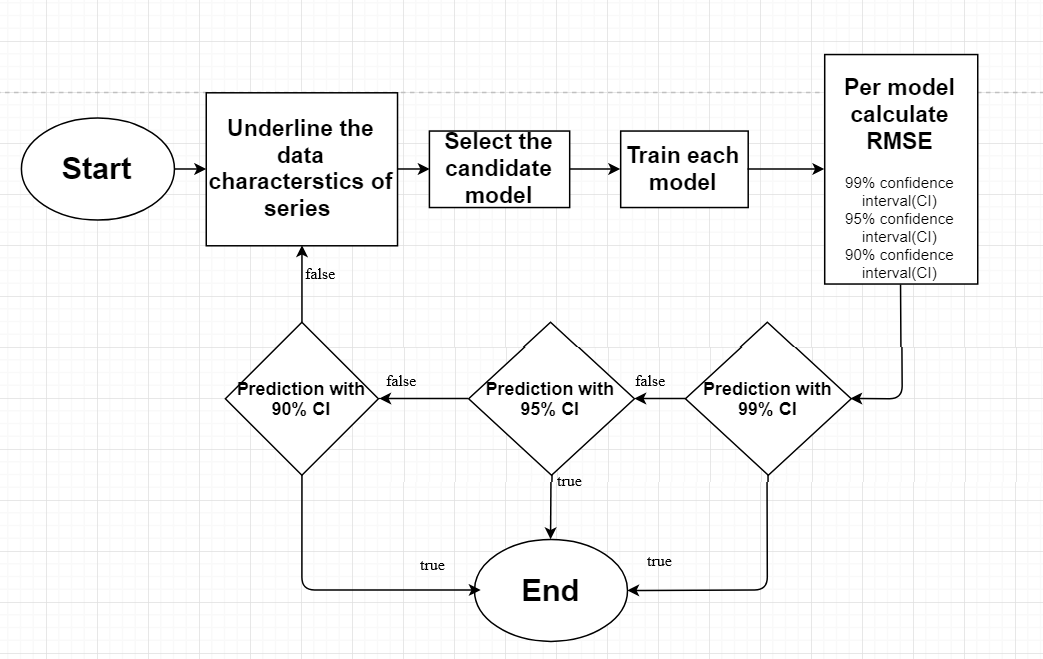 Start
Underline the
data
characterstics of
series
Select the
candidate
model
Train each
model
Per model
calculate
RMSE
99% confidence
interval(CI)
95% confidence
interval(CI)
90% confidence
interval(CI)
false
Prediction with
90% CI
false
Prediction with
95% CI
false
Prediction with
99% CI
true
true
true
End